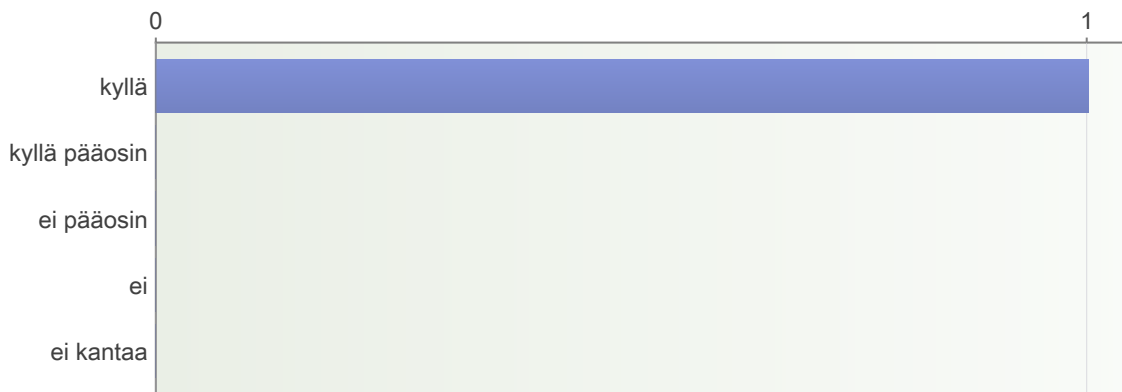 0 1
kyllä
kyllä pääosin
ei pääosin
ei
ei kantaa